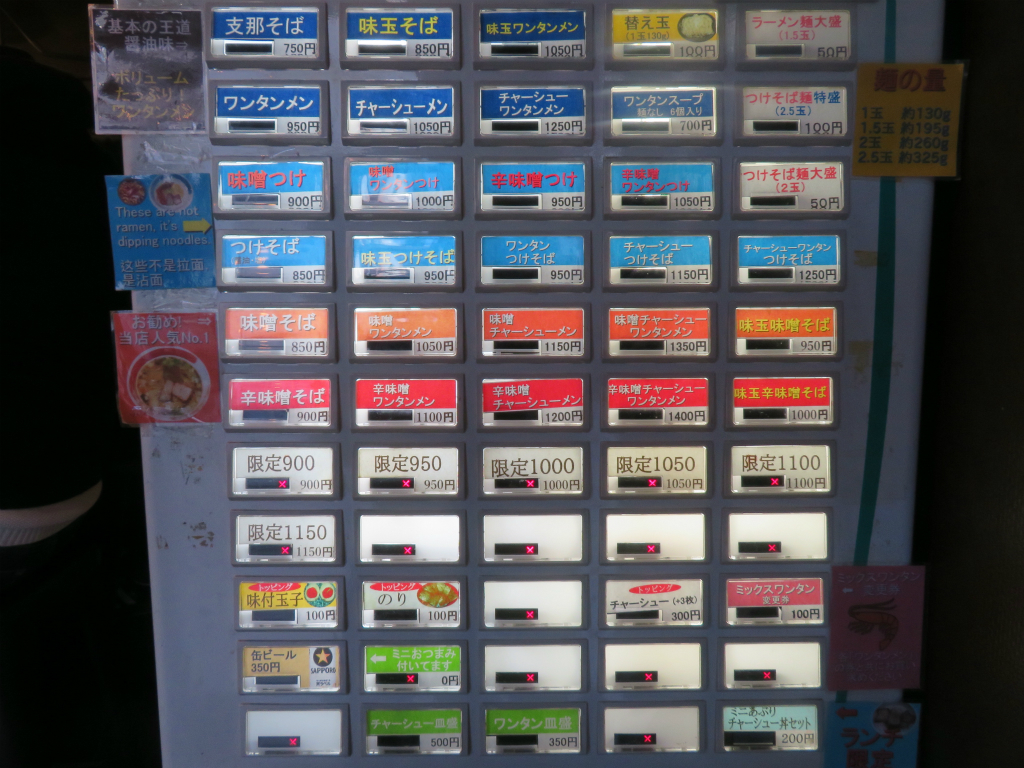 基本の王道
醤油味→
ボリューム
たっぷり!
ワンタンメン
支那そば
750円
味玉そば
850円
味玉ワンタンメン
1050円
替え玉
(1玉130g)
100円
ラーメン麺大盛
(1.5玉)
50円
ワンタンメン
950円
チャーシューメン
1050円
チャーシュー
ワンタンメン
1250円
ワンタンスープ
麺なし 6個入り
700円
つけそば麺特盛
(2.5玉)
100円
麺の量
1玉 約130g
1.5玉 約195g
2玉 約260g
2.5玉 約325g
味噌つけ
900円
味噌
ワンタンつけ
1000円
辛味噌つけ
950円
辛味噌
ワンタンつけ
1050円
つけそば麺大盛
(2玉)
50円
These are not
ramen, it's
dipping noodles.
这些不是拉面,
是沾面.
つけそば
850円
味玉つけそば
950円
ワンタン
つけそば
950円
チャーシュー
つけそば
1150円
チャーシューワンタン
つけそば
1250円
お勧め!→
当店人気No.1
味噌そば
850円
味噌
ワンタンメン
1050円
味噌
チャーシューメン
1150円
味噌チャーシュー
ワンタンメン
1350円
味玉味噌そば
950円
辛味噌そば
900円
辛味噌
ワンタンメン
1100円
辛味噌
チャーシューメン
1200円
辛味噌チャーシュー
ワンタンメン
1400円
味玉辛味噌そば
1000円
限定900
900円
限定950
950円
限定1000
1000円
限定1050
1050円
限定1100
1100円
限定1150
1150円
トッピング
味付玉子
100円
トッピング
のり
100円
トッピング
チャーシュー(+3枚)
300円
ミックスワンタン
変更券
100円
ミックスワンタン
変更券
缶ビール
350円
SAPPORO
←ミニおつまみ
付いてます
0円
チャーシュー皿盛
500円
ワンタン皿盛
350円
ミニあぶり
チャーシュー丼セット
200円
←
ランチ
限定